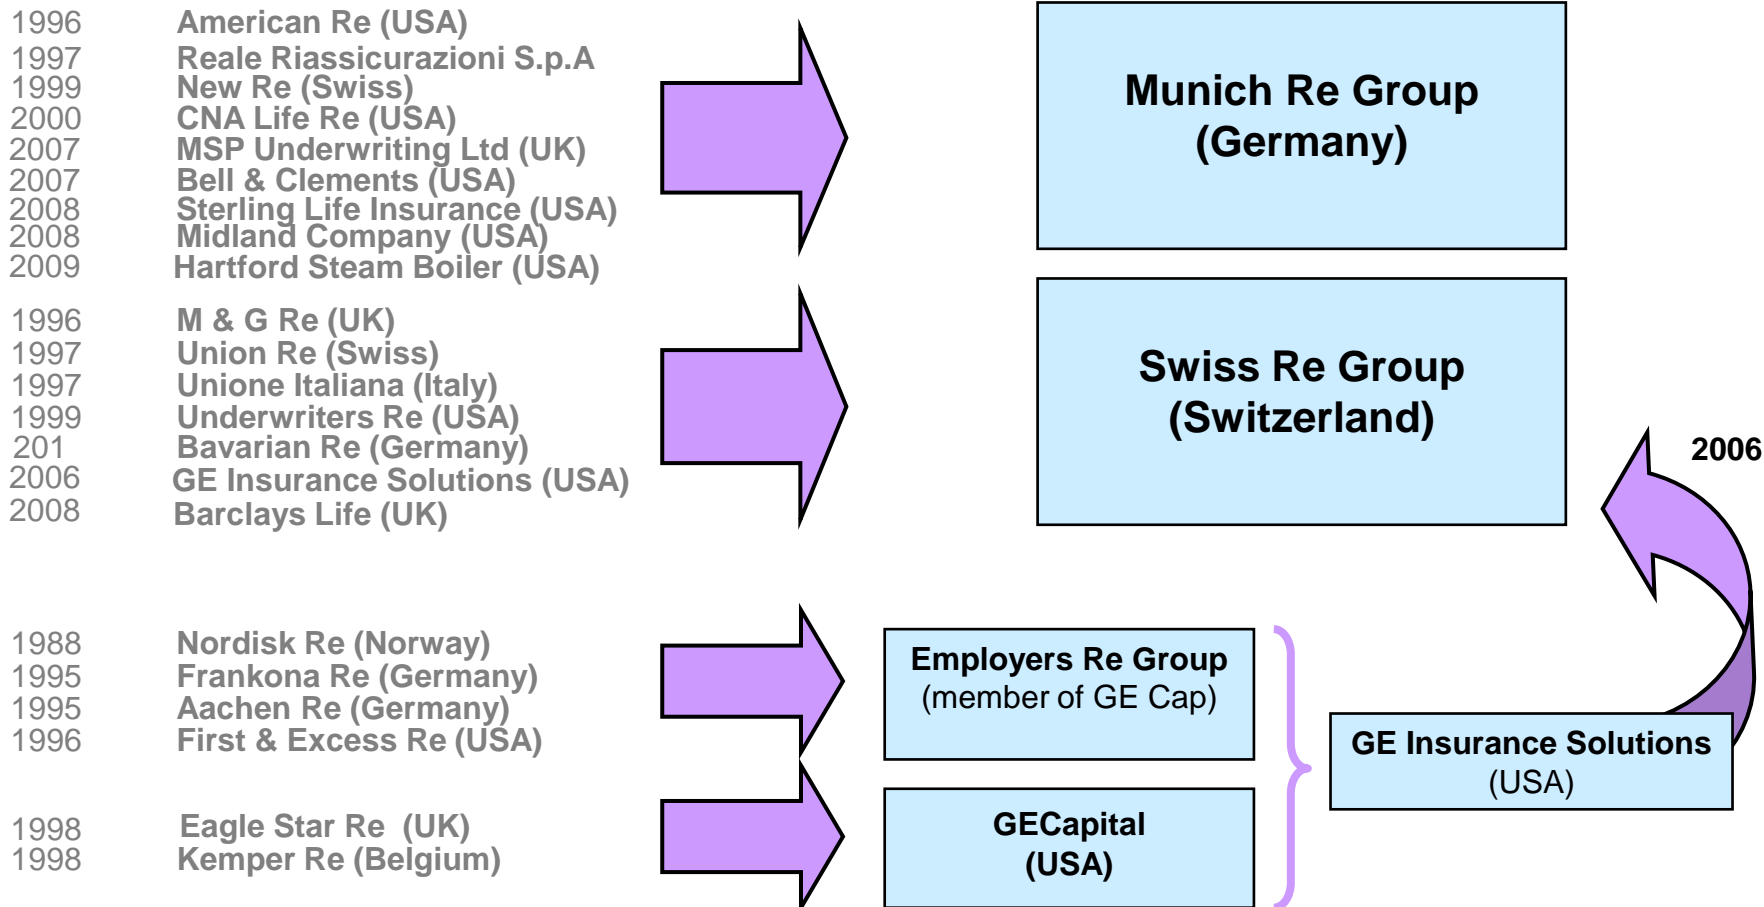 1996 American Re (USA)
1997 Reale Riassicurazioni S.p.A
1999 New Re (Swiss)
2000 CNA Life Re (USA)
2007 MSP Underwriting Ltd (UK)
2007 Bell & Clements (USA)
2008 Sterling Life Insurance (USA)
2008 Midland Company (USA)
2009 Hartford Steam Boiler (USA)
Munich Re Group
(Germany)
1996 M & G Re (UK)
1997 Union Re (Swiss)
1997 Unione Italiana (Italy)
1999 Underwriters Re (USA)
201 Bavarian Re (Germany)
2006 GE Insurance Solutions (USA)
2008 Barclays Life (UK)
Swiss Re Group
(Switzerland)
2006
1988 Nordisk Re (Norway)
1995 Frankona Re (Germany)
1995 Aachen Re (Germany)
1996 First & Excess Re (USA)
Employers Re Group
(member of GE Cap)
1998 Eagle Star Re (UK)
1998 Kemper Re (Belgium)
GECapital
(USA)
GE Insurance Solutions
(USA)